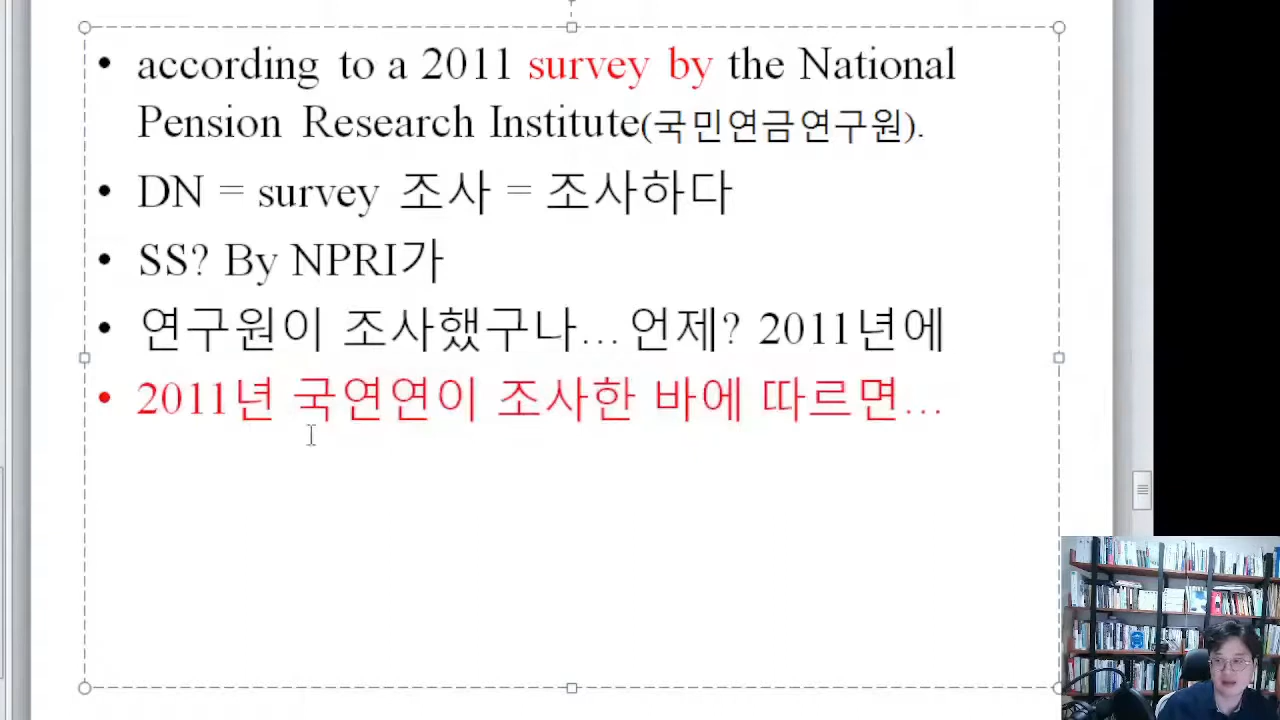 • according to a 2011 survey by the National
Pension Research Institute(국민연금연구원).
• DN = survey 조사 = 조사하다
• SS? By NPRI가
• 연구원이 조사했구나... 언제? 2011년에
• 2011년 국연연이 조사한 바에 따르면...